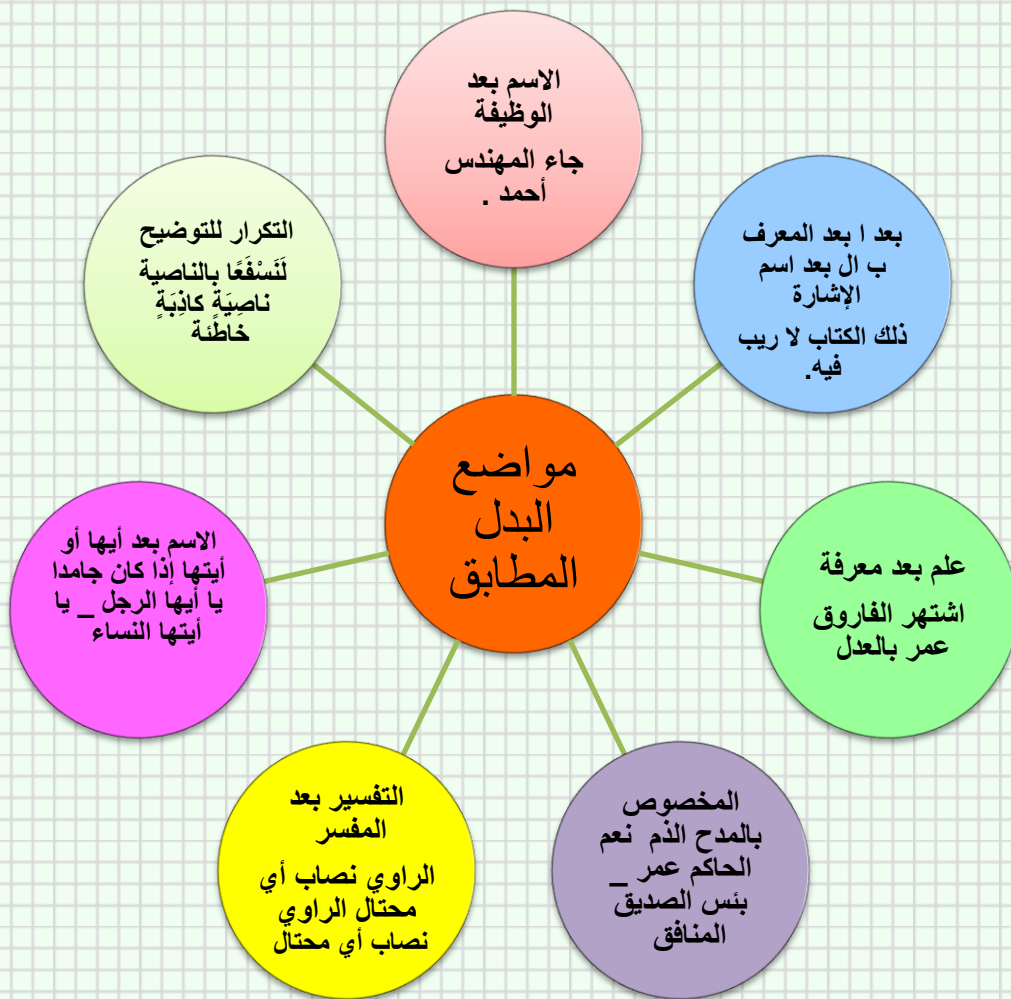 مواضع
البدل
المطابق
الاسم بعد
الوظيفة
جاء المهندس
أحمد .
بعد ا بعد المعرف
ب ال بعد اسم
الإشارة
ذلك الكتاب لا ريب
فيه.
علم بعد معرفة
اشتهر الفاروق
عمر بالعدل
المخصوص
بالمدح الذم نعم
الحاكم عمر _
بئس الصديق
المنافق
التفسير بعد
المفسر
الراوي نصاب أي
محتال الراوي
نصاب أي محتال
الاسم بعد أيها أو
أيتها إذا كان جامدا
يا أيها الرجل _ يا
أيتها النساء
التكرار للتوضيح
لَنَسْفَعًا بالناصية
ناصِيَةٍ كاذِبَةٍ
خاطئة